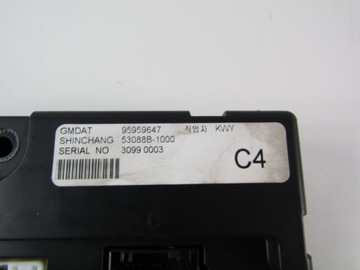 GMDAT 95959647 작업자 KWY
SHINCHANG 53088B-1000
SERIAL NO 3099 0003
C4